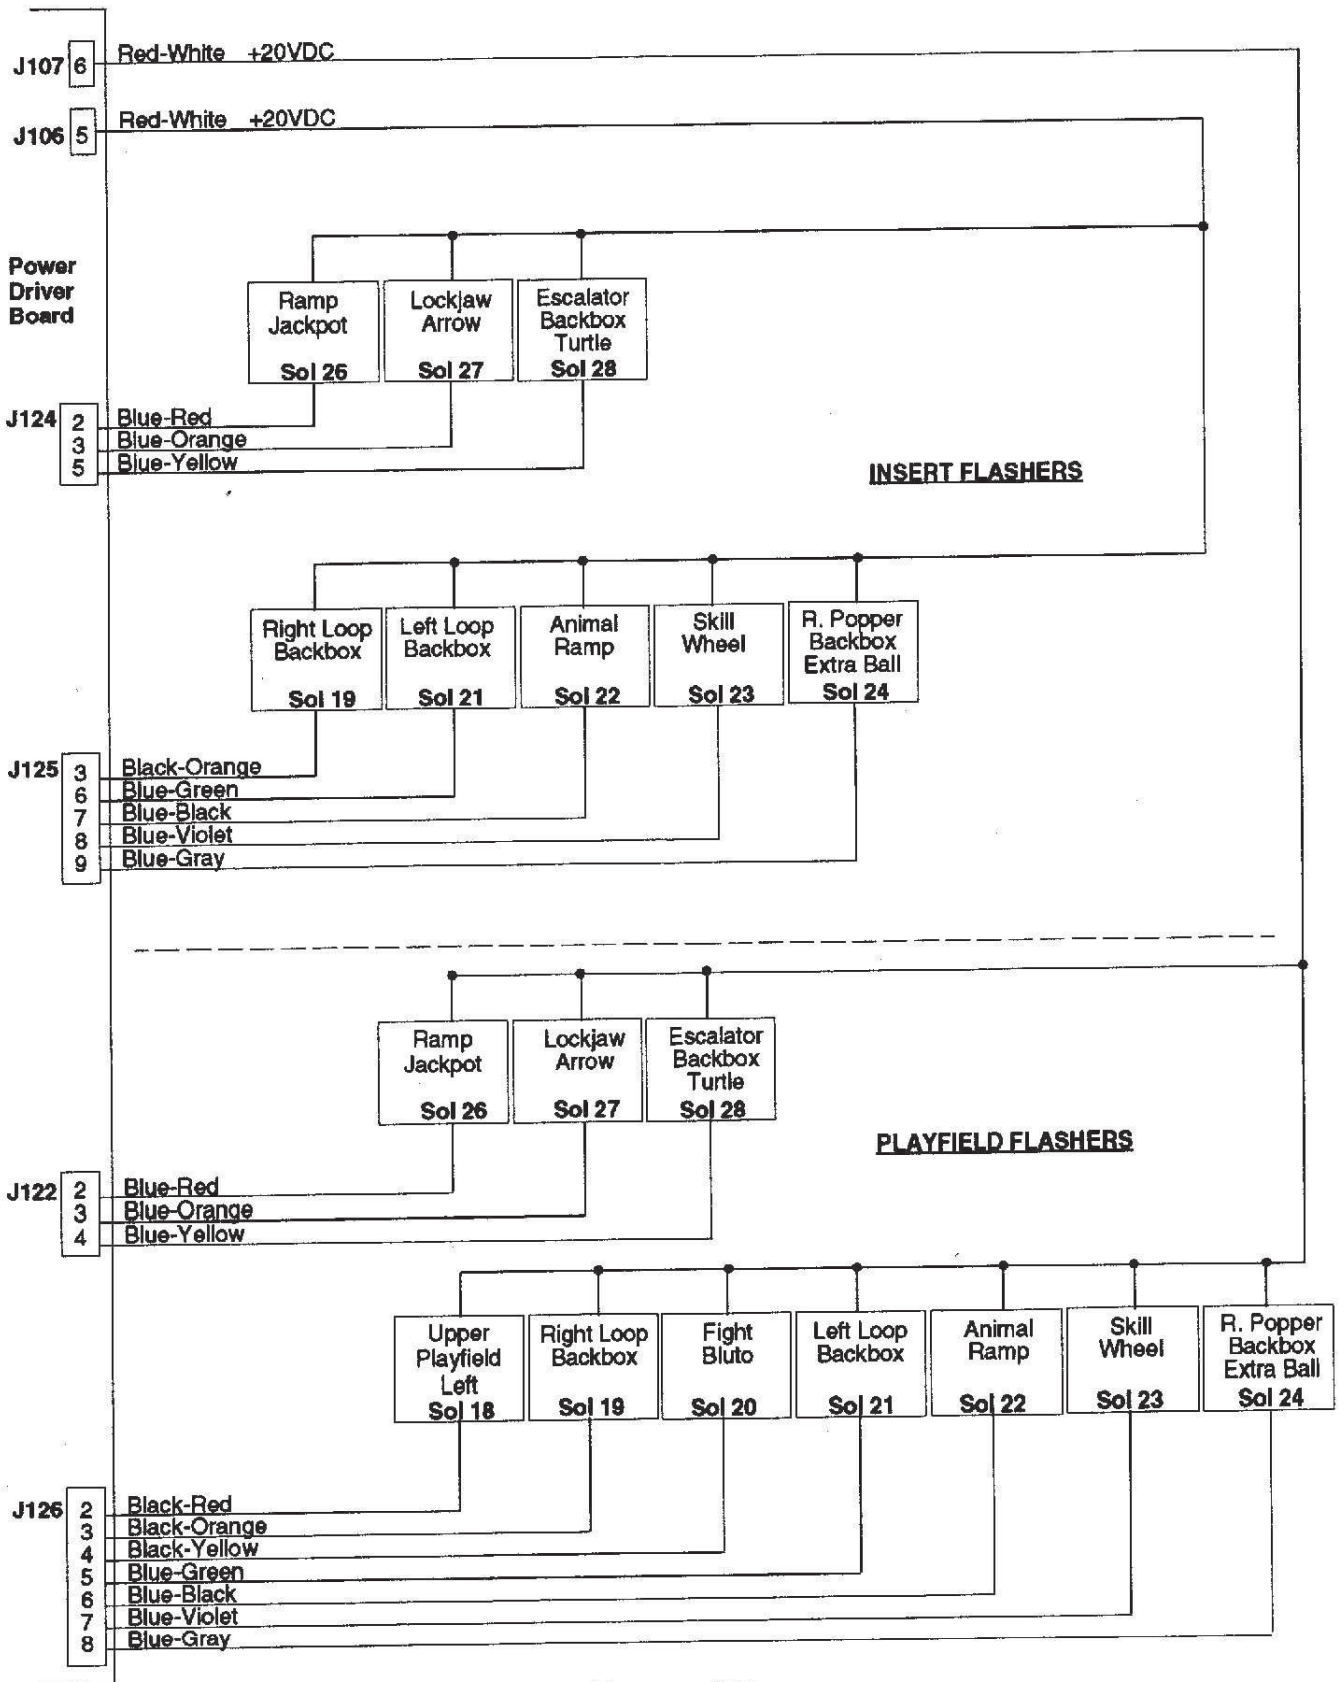 J107 6 Red-White +20VDC
J106 5 Red-White +20VDC
Power
Driver
Board
Ramp
Jackpot
Sol 26
Lockjaw
Arrow
Sol 27
Escalator
Backbox
Turtle
Sol 28
J124 2 Blue-Red
3 Blue-Orange
5 Blue-Yellow
INSERT FLASHERS
Right Loop
Backbox
Sol 19
Left Loop
Backbox
Sol 21
Animal
Ramp
Sol 22
Skill
Wheel
Sol 23
R. Popper
Backbox
Extra Ball
Sol 24
J125 3 Black-Orange
6 Blue-Green
7 Blue-Black
8 Blue-Violet
9 Blue-Gray
Ramp
Jackpot
Sol 26
Lockjaw
Arrow
Sol 27
Escalator
Backbox
Turtle
Sol 28
PLAYFIELD FLASHERS
J122 2 Blue-Red
3 Blue-Orange
4 Blue-Yellow
Upper
Playfield
Left
Sol 18
Right Loop
Backbox
Sol 19
Fight
Bluto
Sol 20
Left Loop
Backbox
Sol 21
Animal
Ramp
Sol 22
Skill
Wheel
Sol 23
R. Popper
Backbox
Extra Ball
Sol 24
J126 2 Black-Red
3 Black-Orange
4 Black-Yellow
5 Blue-Green
6 Blue-Black
7 Blue-Violet
8 Blue-Gray